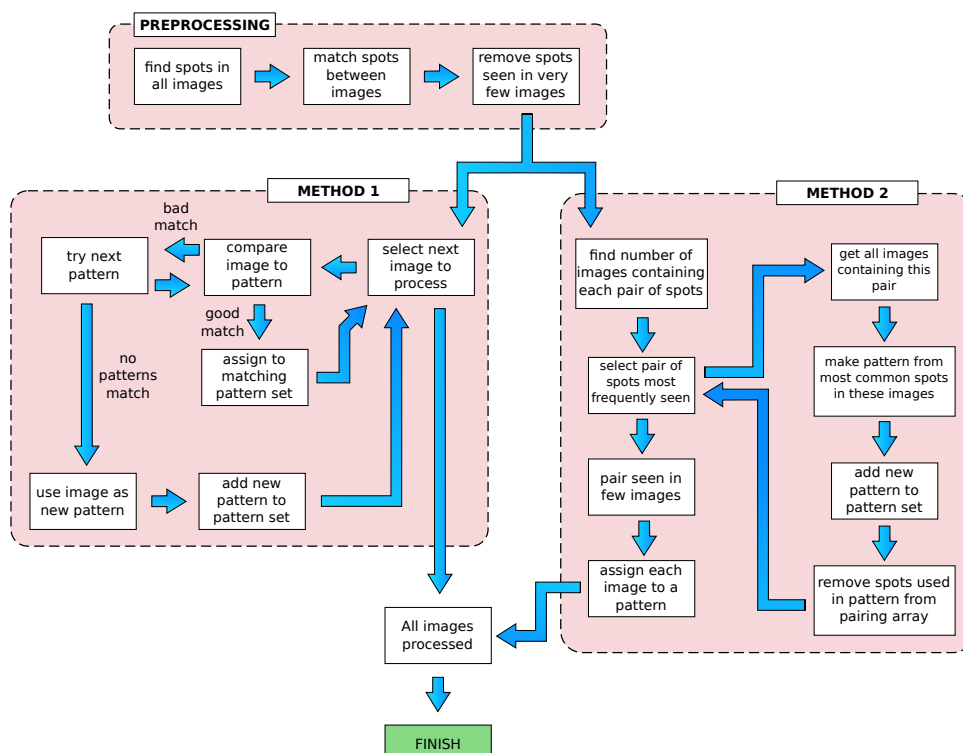 PREPROCESSING
find spots in
all images
match spots
between
images
remove spots
seen in very
few images
METHOD 1
bad
match
try next
pattern
compare
image to
pattern
select next
image to
process
good
match
no
patterns
match
assign to
matching
pattern set
use image as
new pattern
add new
pattern to
pattern set
METHOD 2
find number of
images containing
each pair of spots
get all images
containing this
pair
select pair of
spots most
frequently seen
make pattern from
most common spots
in these images
pair seen in
few images
add new
pattern to
pattern set
assign each
image to a
pattern
remove spots used
in pattern from
pairing array
All images
processed
FINISH